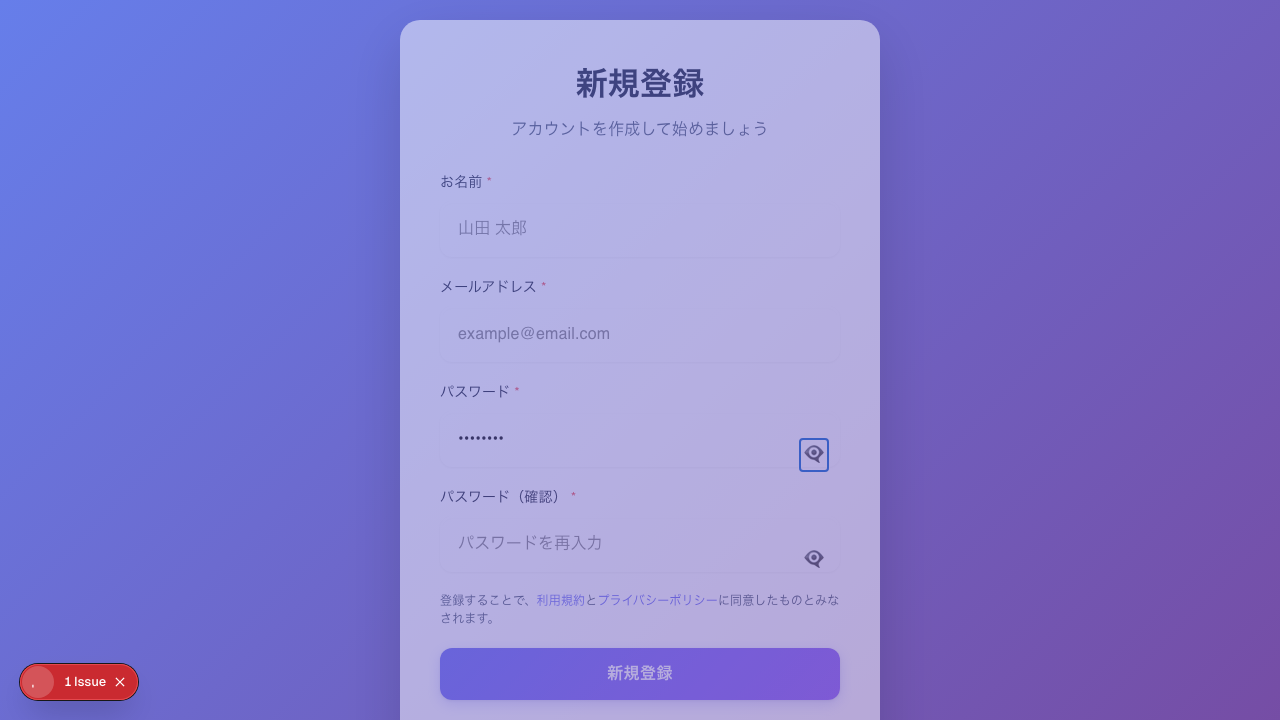 新規登録
アカウントを作成して始めましょう
お名前 *
山田 太郎
メールアドレス *
example@email.com
パスワード *
••••••••
パスワード（確認） *
パスワードを再入力
登録することで、利用規約とプライバシーポリシーに同意したものとみな
されます。
新規登録
1 Issue